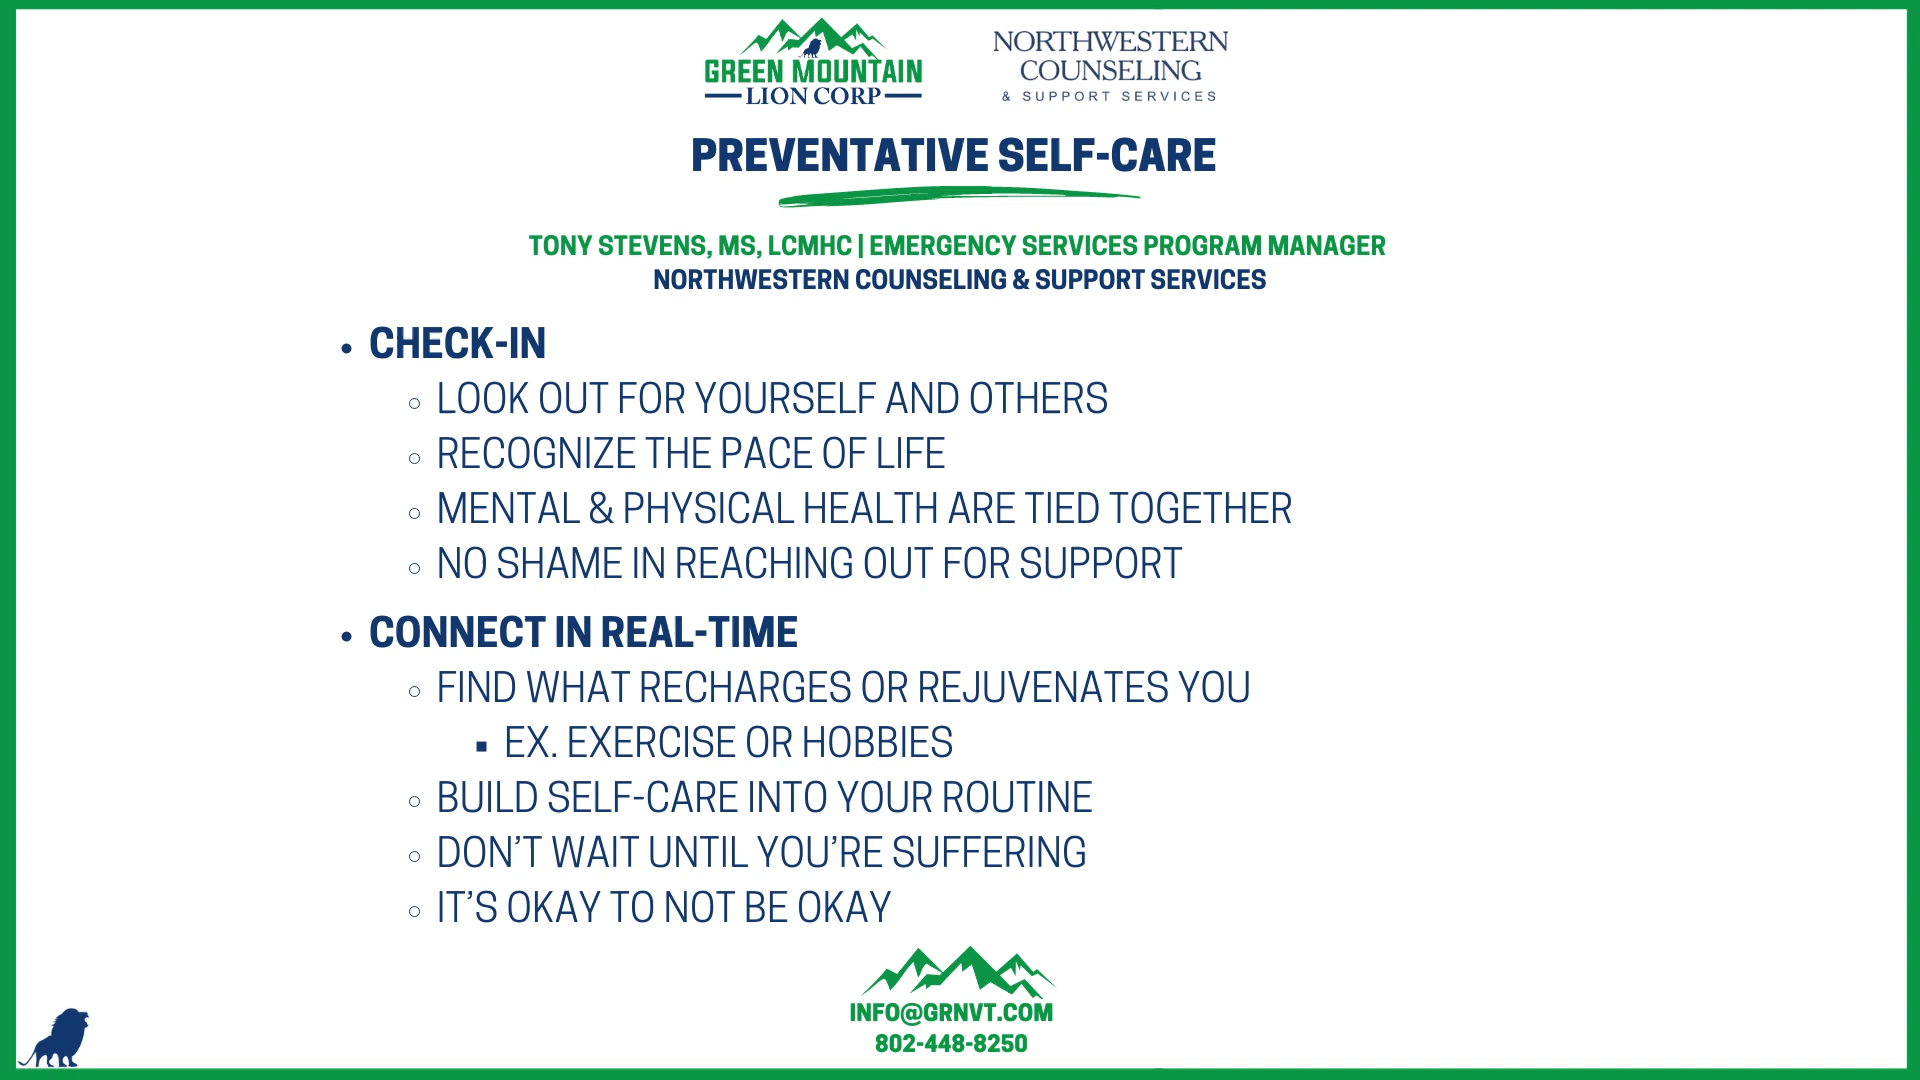 GREEN MOUNTAIN
LION CORP
NORTHWESTERN
COUNSELING
& SUPPORT SERVICES
PREVENTATIVE SELF-CARE
TONY STEVENS, MS, LCMHC | EMERGENCY SERVICES PROGRAM MANAGER
NORTHWESTERN COUNSELING & SUPPORT SERVICES
• CHECK-IN
○ LOOK OUT FOR YOURSELF AND OTHERS
○ RECOGNIZE THE PACE OF LIFE
○ MENTAL & PHYSICAL HEALTH ARE TIED TOGETHER
○ NO SHAME IN REACHING OUT FOR SUPPORT
• CONNECT IN REAL-TIME
○ FIND WHAT RECHARGES OR REJUVENATES YOU
▪ EX. EXERCISE OR HOBBIES
○ BUILD SELF-CARE INTO YOUR ROUTINE
○ DON’T WAIT UNTIL YOU’RE SUFFERING
○ IT’S OKAY TO NOT BE OKAY
INFO@GRNVT.COM
802-448-8250